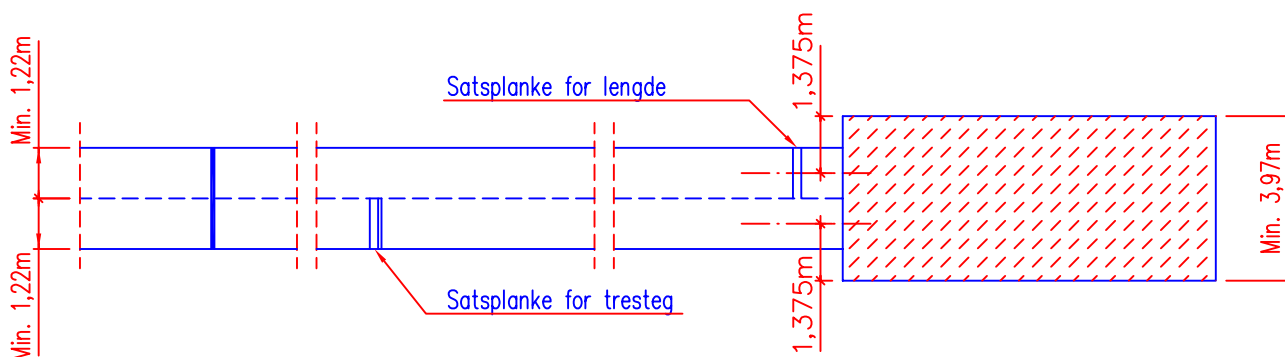 Min. 1,22m
Satsplanke for lengde
1,375m
Min. 3,97m
Min. 1,22m
Satsplanke for tresteg
1,375m